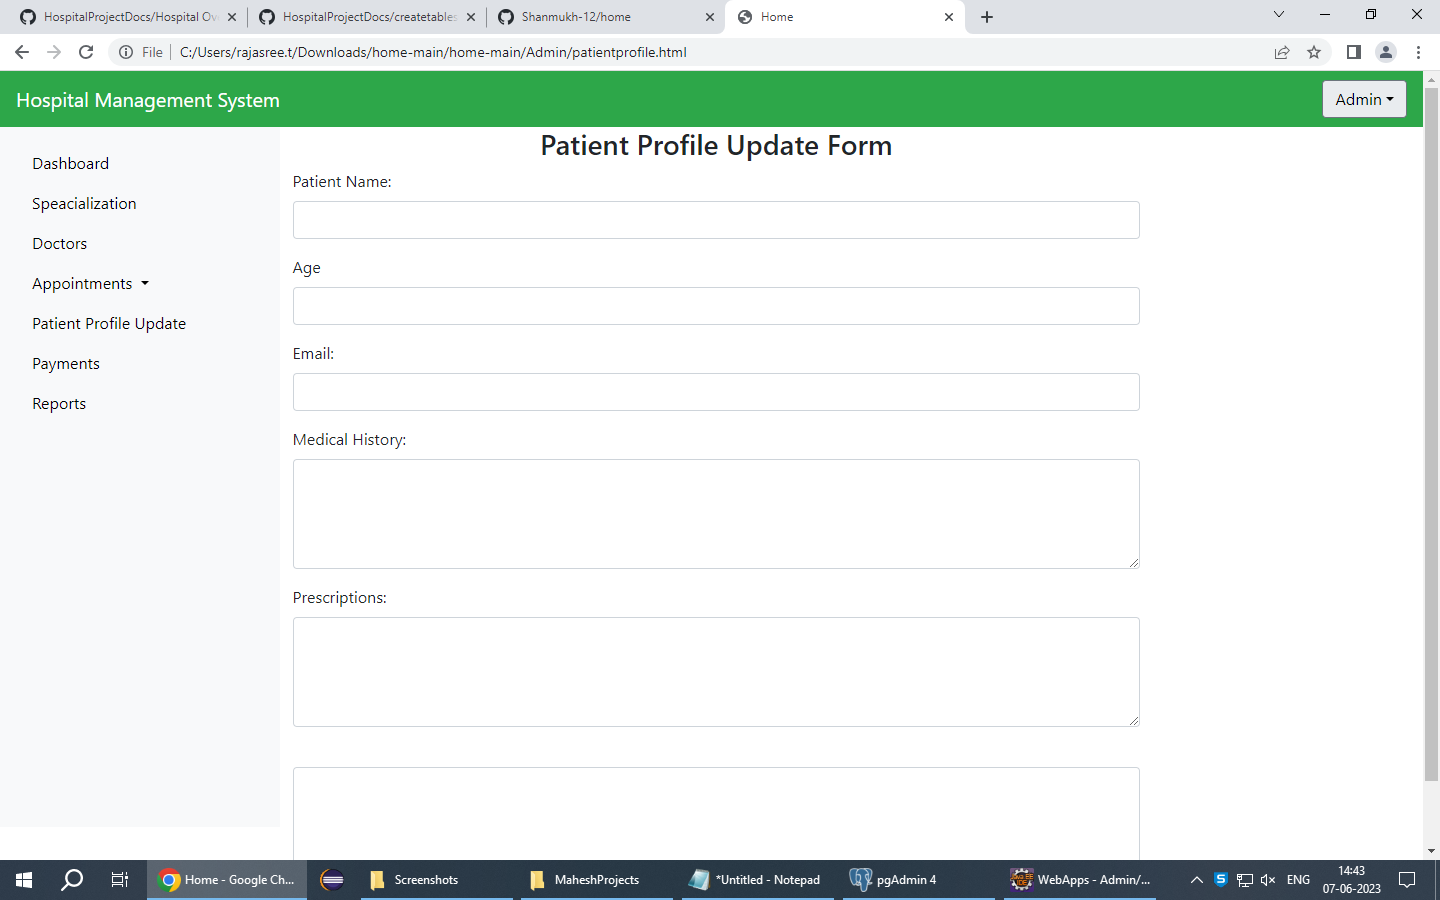 HospitalProjectDocs/Hospital Ov
HospitalProjectDocs/createtables
Shanmukh-12/home
Home
File
C:/Users/rajasree.t/Downloads/home-main/home-main/Admin/patientprofile.html
Hospital Management System
Admin
Dashboard
Speacialization
Doctors
Appointments
Patient Profile Update
Payments
Reports
Patient Profile Update Form
Patient Name:
Age
Email:
Medical History:
Prescriptions:
Home - Google Ch...
Screenshots
MaheshProjects
*Untitled - Notepad
pgAdmin 4
WebApps - Admin/...
ENG
14:43
07-06-2023